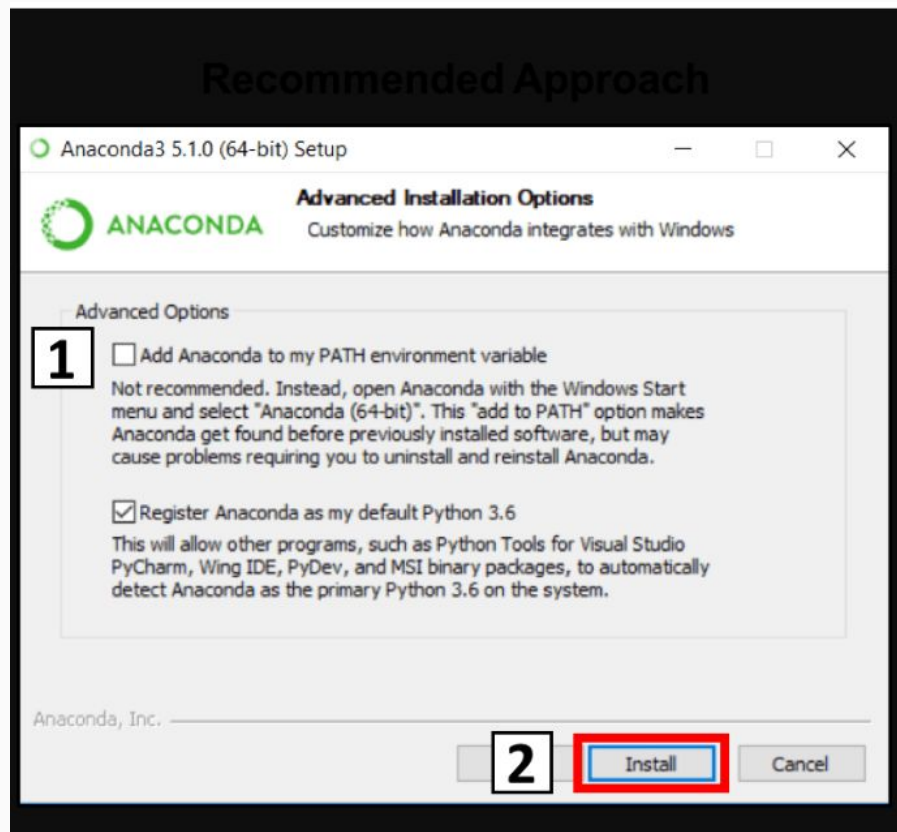 Recommended Approach
Anaconda3 5.1.0 (64-bit) Setup
ANACONDA
Advanced Installation Options
Customize how Anaconda integrates with Windows
Advanced Options
1
Add Anaconda to my PATH environment variable
Not recommended. Instead, open Anaconda with the Windows Start
menu and select "Anaconda (64-bit)". This "add to PATH" option makes
Anaconda get found before previously installed software, but may
cause problems requiring you to uninstall and reinstall Anaconda.
Register Anaconda as my default Python 3.6
This will allow other programs, such as Python Tools for Visual Studio
PyCharm, Wing IDE, PyDev, and MSI binary packages, to automatically
detect Anaconda as the primary Python 3.6 on the system.
Anaconda, Inc.
2
Install
Cancel